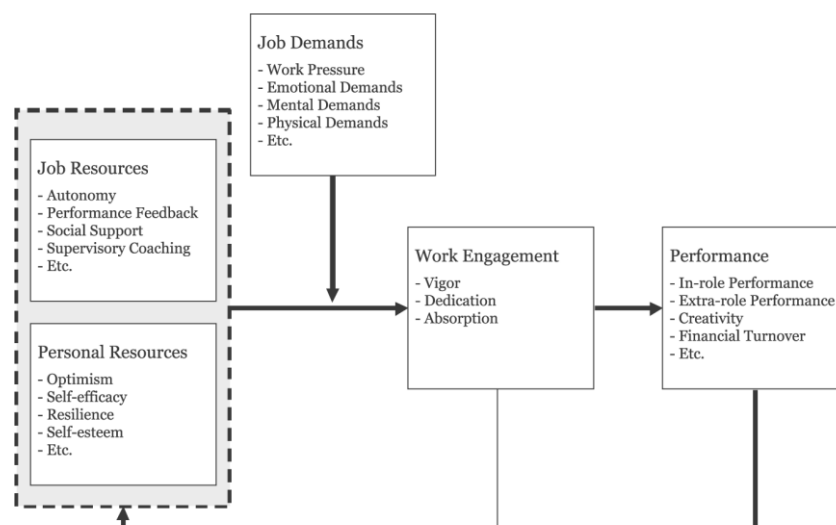 Job Demands
- Work Pressure
- Emotional Demands
- Mental Demands
- Physical Demands
- Etc.
Job Resources
- Autonomy
- Performance Feedback
- Social Support
- Supervisory Coaching
- Etc.
Personal Resources
- Optimism
- Self-efficacy
- Resilience
- Self-esteem
- Etc.
Work Engagement
- Vigor
- Dedication
- Absorption
Performance
- In-role Performance
- Extra-role Performance
- Creativity
- Financial Turnover
- Etc.